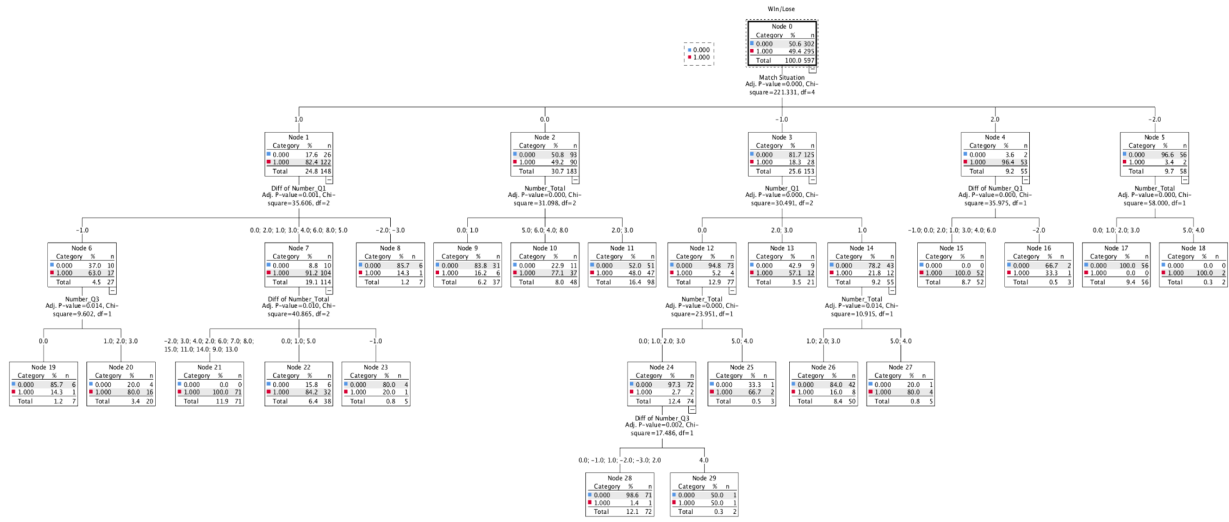 Win/Lose
Node 0
Category % n
0.000 50.6 302
1.000 49.4 295
Total 100.0 597
0.000
1.000
Match Situation
Adj. P-value=0.000, Chi-
square=221.331, df=4
1.0
0.0
-1.0
2.0
-2.0
Node 1
Category % n
0.000 17.6 26
1.000 82.4 122
Total 24.8 148
Node 2
Category % n
0.000 50.8 93
1.000 49.2 90
Total 30.7 183
Node 3
Category % n
0.000 81.7 125
1.000 18.3 28
Total 25.6 153
Node 4
Category % n
0.000 3.6 2
1.000 96.4 53
Total 9.2 55
Node 5
Category % n
0.000 96.6 56
1.000 3.4 2
Total 9.7 58
Diff of Number_Q1
Adj. P-value=0.001, Chi-
square=35.606, df=2
Number_Total
Adj. P-value=0.000, Chi-
square=31.098, df=2
Number_Q1
Adj. P-value=0.000, Chi-
square=30.491, df=2
Diff of Number_Q1
Adj. P-value=0.000, Chi-
square=35.975, df=1
Number_Total
Adj. P-value=0.000, Chi-
square=58.000, df=1
-1.0
0.0; 2.0; 1.0; 3.0; 4.0; 6.0; 8.0; 5.0
-2.0; -3.0
0.0; 1.0
5.0; 6.0; 4.0; 8.0
2.0; 3.0
0.0
2.0; 3.0
1.0
-1.0; 0.0; 2.0; 1.0; 3.0; 4.0; 6.0
-2.0
0.0; 1.0; 2.0; 3.0
5.0; 4.0
Node 6
Category % n
0.000 37.0 10
1.000 63.0 17
Total 4.5 27
Node 7
Category % n
0.000 8.8 10
1.000 91.2 104
Total 19.1 114
Node 8
Category % n
0.000 85.7 6
1.000 14.3 1
Total 1.2 7
Node 9
Category % n
0.000 83.8 31
1.000 16.2 6
Total 6.2 37
Node 10
Category % n
0.000 22.9 11
1.000 77.1 37
Total 8.0 48
Node 11
Category % n
0.000 52.0 51
1.000 48.0 47
Total 16.4 98
Node 12
Category % n
0.000 94.8 73
1.000 5.2 4
Total 12.9 77
Node 13
Category % n
0.000 42.9 9
1.000 57.1 12
Total 3.5 21
Node 14
Category % n
0.000 78.2 43
1.000 21.8 12
Total 9.2 55
Node 15
Category % n
0.000 0.0 0
1.000 100.0 52
Total 8.7 52
Node 16
Category % n
0.000 66.7 2
1.000 33.3 1
Total 0.5 3
Node 17
Category % n
0.000 100.0 56
1.000 0.0 0
Total 9.4 56
Node 18
Category % n
0.000 0.0 0
1.000 100.0 2
Total 0.3 2
Number_Q3
Adj. P-value=0.014, Chi-
square=9.602, df=1
Diff of Number_Total
Adj. P-value=0.010, Chi-
square=40.865, df=2
Number_Total
Adj. P-value=0.000, Chi-
square=23.951, df=1
Number_Total
Adj. P-value=0.014, Chi-
square=10.915, df=1
0.0
1.0; 2.0; 3.0
-2.0; 3.0; 4.0; 2.0; 6.0; 7.0; 8.0;
15.0; 11.0; 14.0; 9.0; 13.0
0.0; 1.0; 5.0
-1.0
0.0; 1.0; 2.0; 3.0
5.0; 4.0
1.0; 2.0; 3.0
5.0; 4.0
Node 19
Category % n
0.000 85.7 6
1.000 14.3 1
Total 1.2 7
Node 20
Category % n
0.000 20.0 4
1.000 80.0 16
Total 3.4 20
Node 21
Category % n
0.000 0.0 0
1.000 100.0 71
Total 11.9 71
Node 22
Category % n
0.000 15.8 6
1.000 84.2 32
Total 6.4 38
Node 23
Category % n
0.000 80.0 4
1.000 20.0 1
Total 0.8 5
Node 24
Category % n
0.000 97.3 72
1.000 2.7 2
Total 12.4 74
Node 25
Category % n
0.000 33.3 1
1.000 66.7 2
Total 0.5 3
Node 26
Category % n
0.000 84.0 42
1.000 16.0 8
Total 8.4 50
Node 27
Category % n
0.000 20.0 1
1.000 80.0 4
Total 0.8 5
Diff of Number_Q3
Adj. P-value=0.002, Chi-
square=17.486, df=1
0.0; -1.0; 1.0; -2.0; -3.0; 2.0
4.0
Node 28
Category % n
0.000 98.6 71
1.000 1.4 1
Total 12.1 72
Node 29
Category % n
0.000 50.0 1
1.000 50.0 1
Total 0.3 2